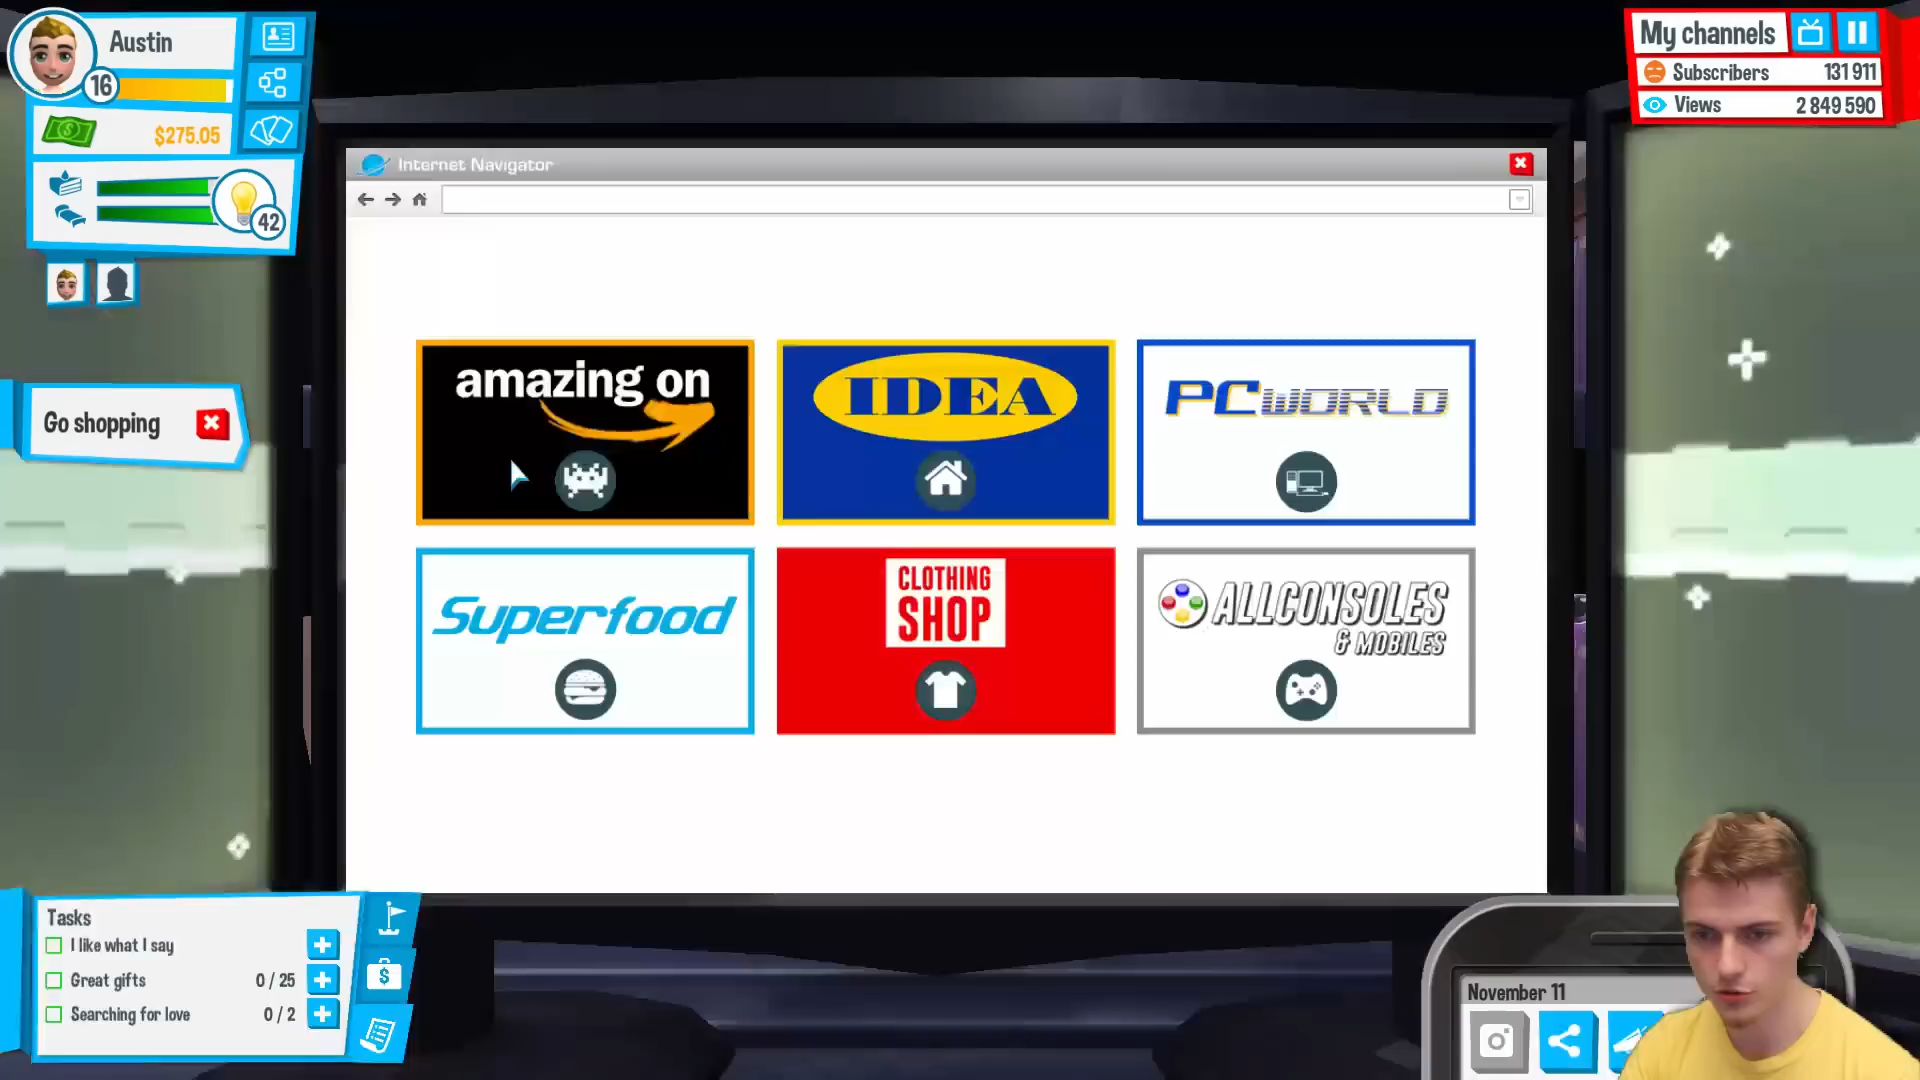 Austin
16
$275.05
42
My channels
Subscribers 131 911
Views 2 849 590
Internet Navigator
Go shopping
amazing on
IDEA
PC WORLD
Superfood
CLOTHING
SHOP
ALLCONSOLES
& MOBILES
Tasks
I like what I say
Great gifts 0 / 25
Searching for love 0 / 2
November 11